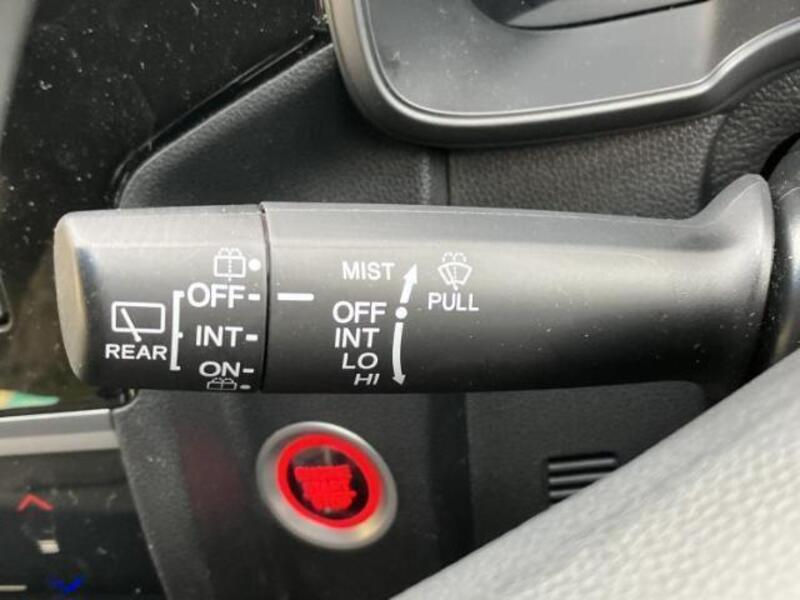 MIST
PULL
OFF
INT
LO
HI
OFF
INT
ON
REAR